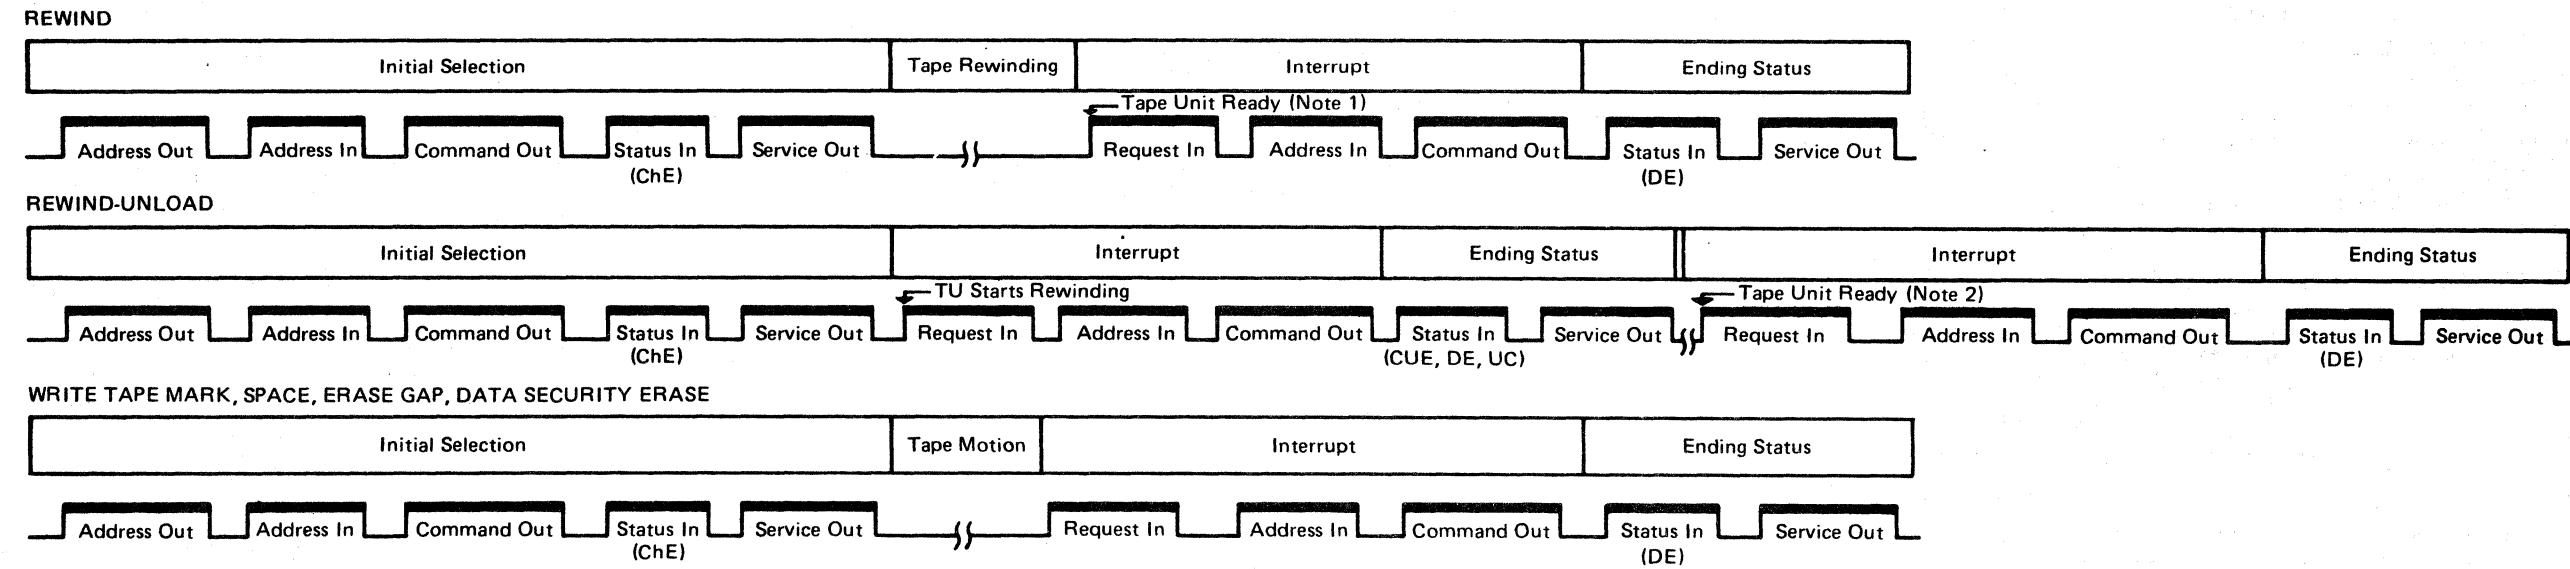 REWIND
Initial Selection Tape Rewinding Interrupt Ending Status
Tape Unit Ready (Note 1)
Address Out Address In Command Out Status In Service Out Request In Address In Command Out Status In Service Out
(ChE) (DE)
REWIND-UNLOAD
Initial Selection Interrupt Ending Status Interrupt Ending Status
TU Starts Rewinding Tape Unit Ready (Note 2)
Address Out Address In Command Out Status In Service Out Request In Address In Command Out Status In Service Out Request In Address In Command Out Status In Service Out
(ChE) (CUE, DE, UC) (DE)
WRITE TAPE MARK, SPACE, ERASE GAP, DATA SECURITY ERASE
Initial Selection Tape Motion Interrupt Ending Status
Address Out Address In Command Out Status In Service Out Request In Address In Command Out Status In Service Out
(ChE) (DE)